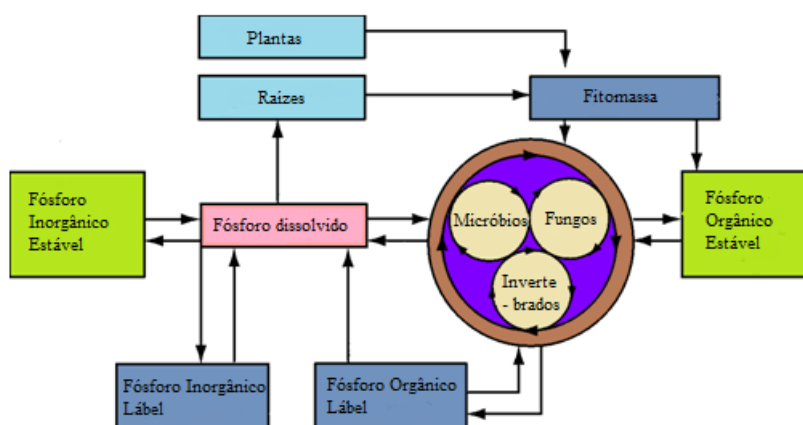 Plantas
Raízes
Fitomassa
Fósforo
Inorgânico
Estável
Fósforo dissolvido
Micróbios
Fungos
Inverte
- brados
Fósforo
Orgânico
Estável
Fósforo Inorgânico
Lábel
Fósforo Orgânico
Lábel